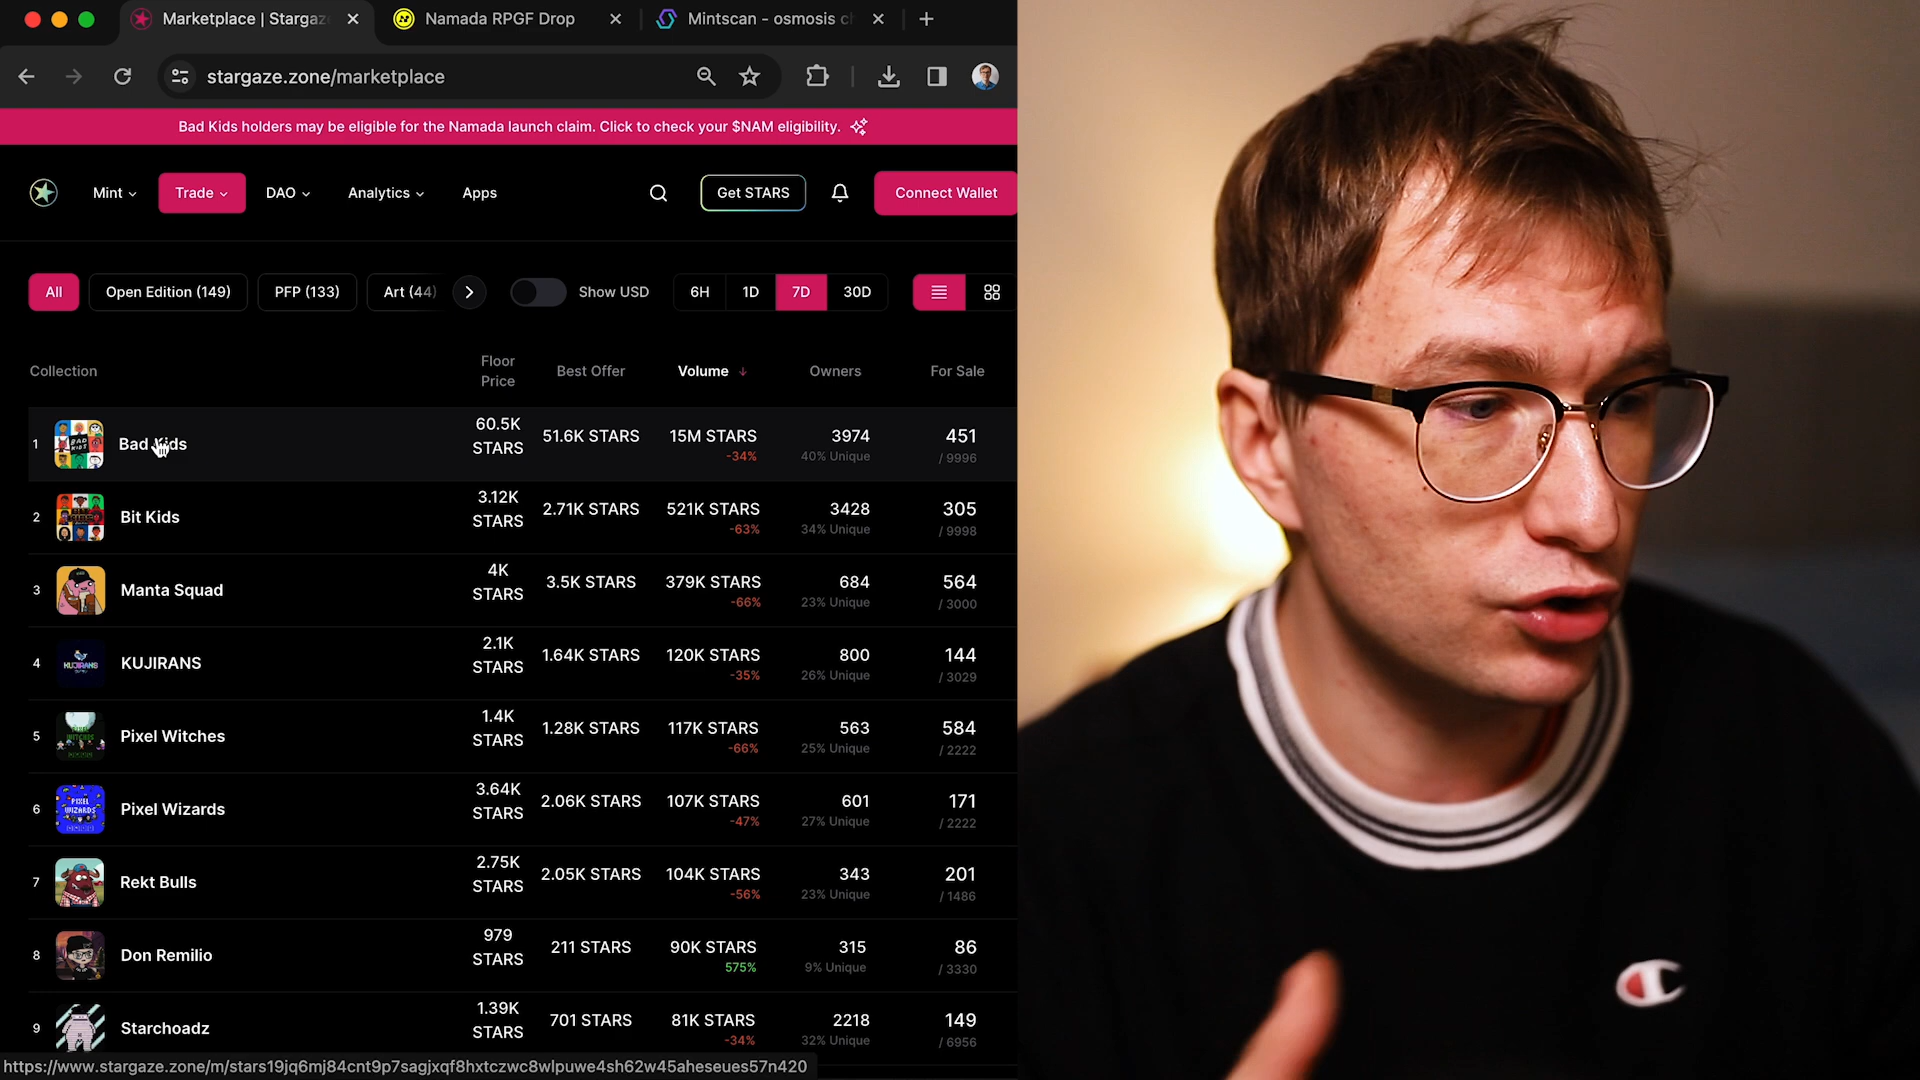 Marketplace | Stargaz
Namada RPGF Drop
Mintscan - osmosis c
stargaze.zone/marketplace
Bad Kids holders may be eligible for the Namada launch claim. Click to check your $NAM eligibility.
Mint
Trade
DAO
Analytics
Apps
Get STARS
Connect Wallet
All
Open Edition (149)
PFP (133)
Art (44)
Show USD
6H
1D
7D
30D
Collection
Floor Price
Best Offer
Volume ↓
Owners
For Sale
1 Bad Kids 60.5K STARS 51.6K STARS 15M STARS 3974 451
-34% 40% Unique / 9996
2 Bit Kids 3.12K STARS 2.71K STARS 521K STARS 3428 305
-63% 34% Unique / 9998
3 Manta Squad 4K STARS 3.5K STARS 379K STARS 684 564
-66% 23% Unique / 3000
4 KUJIRANS 2.1K STARS 1.64K STARS 120K STARS 800 144
-35% 26% Unique / 3029
5 Pixel Witches 1.4K STARS 1.28K STARS 117K STARS 563 584
-66% 25% Unique / 2222
6 Pixel Wizards 3.64K STARS 2.06K STARS 107K STARS 601 171
-47% 27% Unique / 2222
7 Rekt Bulls 2.75K STARS 2.05K STARS 104K STARS 343 201
-56% 23% Unique / 1486
8 Don Remilio 979 STARS 211 STARS 90K STARS 315 86
575% 9% Unique / 3330
9 Starchoadz 1.39K STARS 701 STARS 81K STARS 2218 149
-34% 32% Unique / 6956
https://www.stargaze.zone/m/stars19jq6mj84cnt9p7sagjxqf8hxtczwc8wlpuwe4sh62w45aheseues57n420